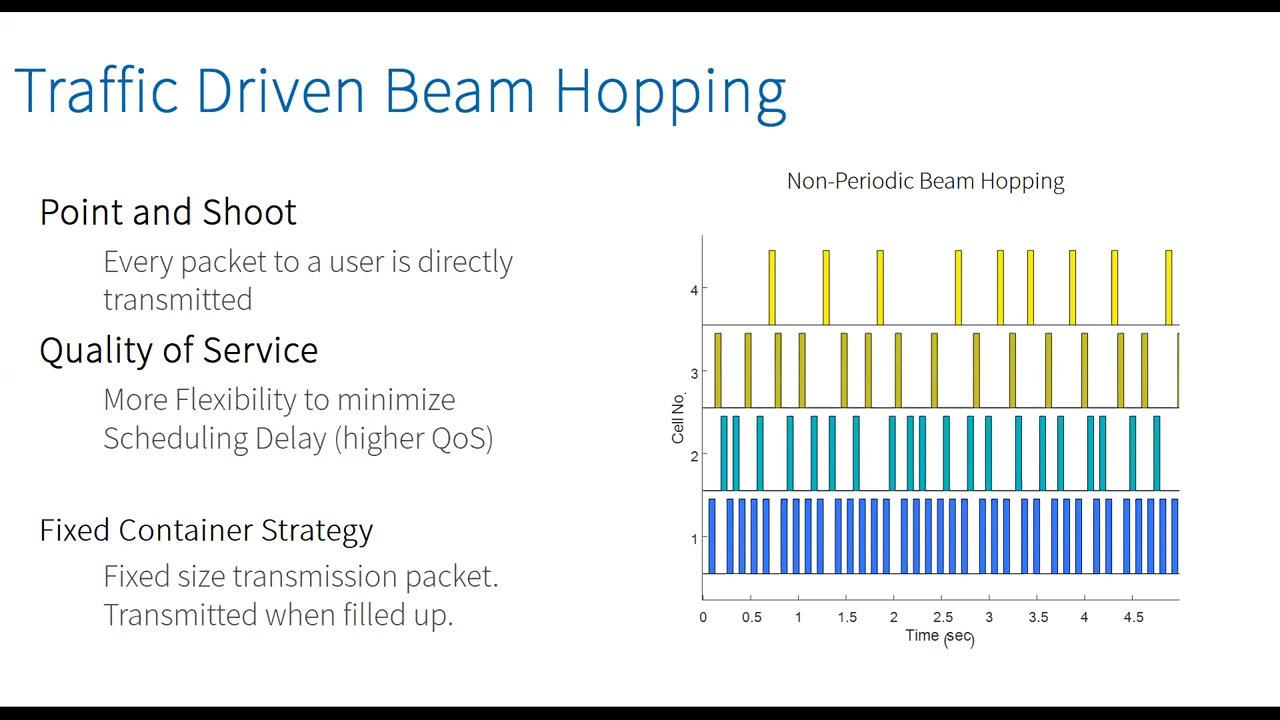 Traffic Driven Beam Hopping
Point and Shoot
Every packet to a user is directly
transmitted
Quality of Service
More Flexibility to minimize
Scheduling Delay (higher QoS)
Fixed Container Strategy
Fixed size transmission packet.
Transmitted when filled up.
Non-Periodic Beam Hopping
Cell No.
4
3
2
1
0 0.5 1 1.5 2 2.5 3 3.5 4 4.5
Time (sec)